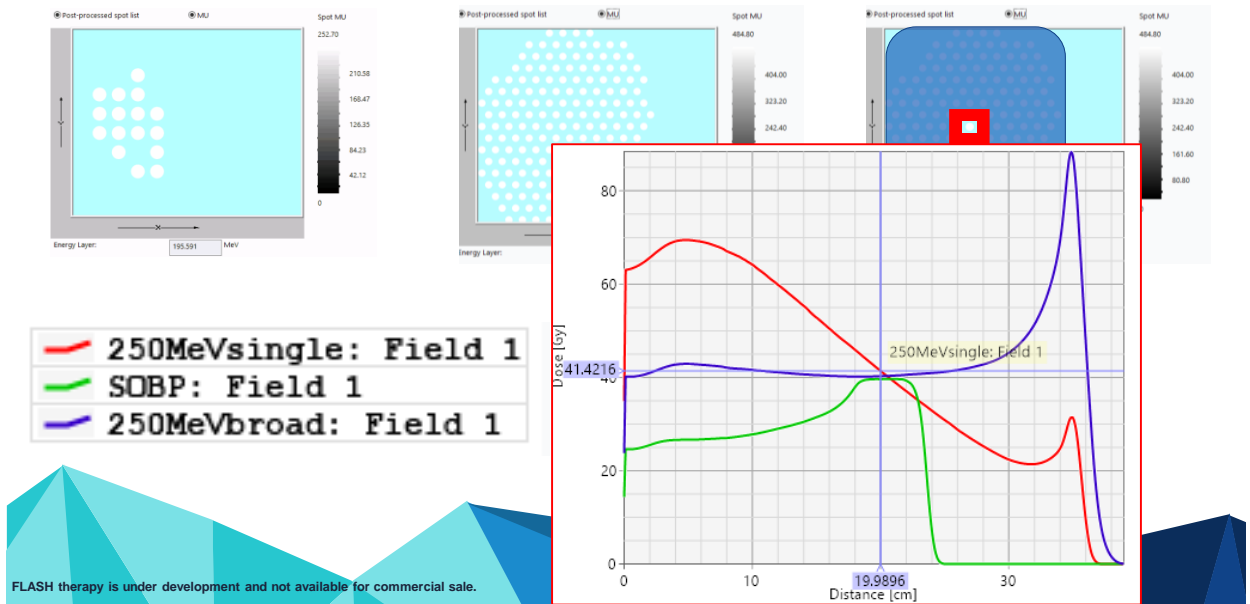 Post-processed spot list MU Spot MU
252.70
210.58
168.47
126.35
84.23
42.12
0
Energy Layer: 195.591 MeV
Post-processed spot list MU Spot MU
484.80
404.00
323.20
242.40
Energy Layer:
Post-processed spot list MU Spot MU
484.80
404.00
323.20
242.40
161.60
80.80
250MeVsingle: Field 1
SOBP: Field 1
250MeVbroad: Field 1
Dose [Gy]
80
60
40
20
0
41.4216
250MeVsingle: Field 1
0 10 30
19.9896
Distance [cm]
FLASH therapy is under development and not available for commercial sale.